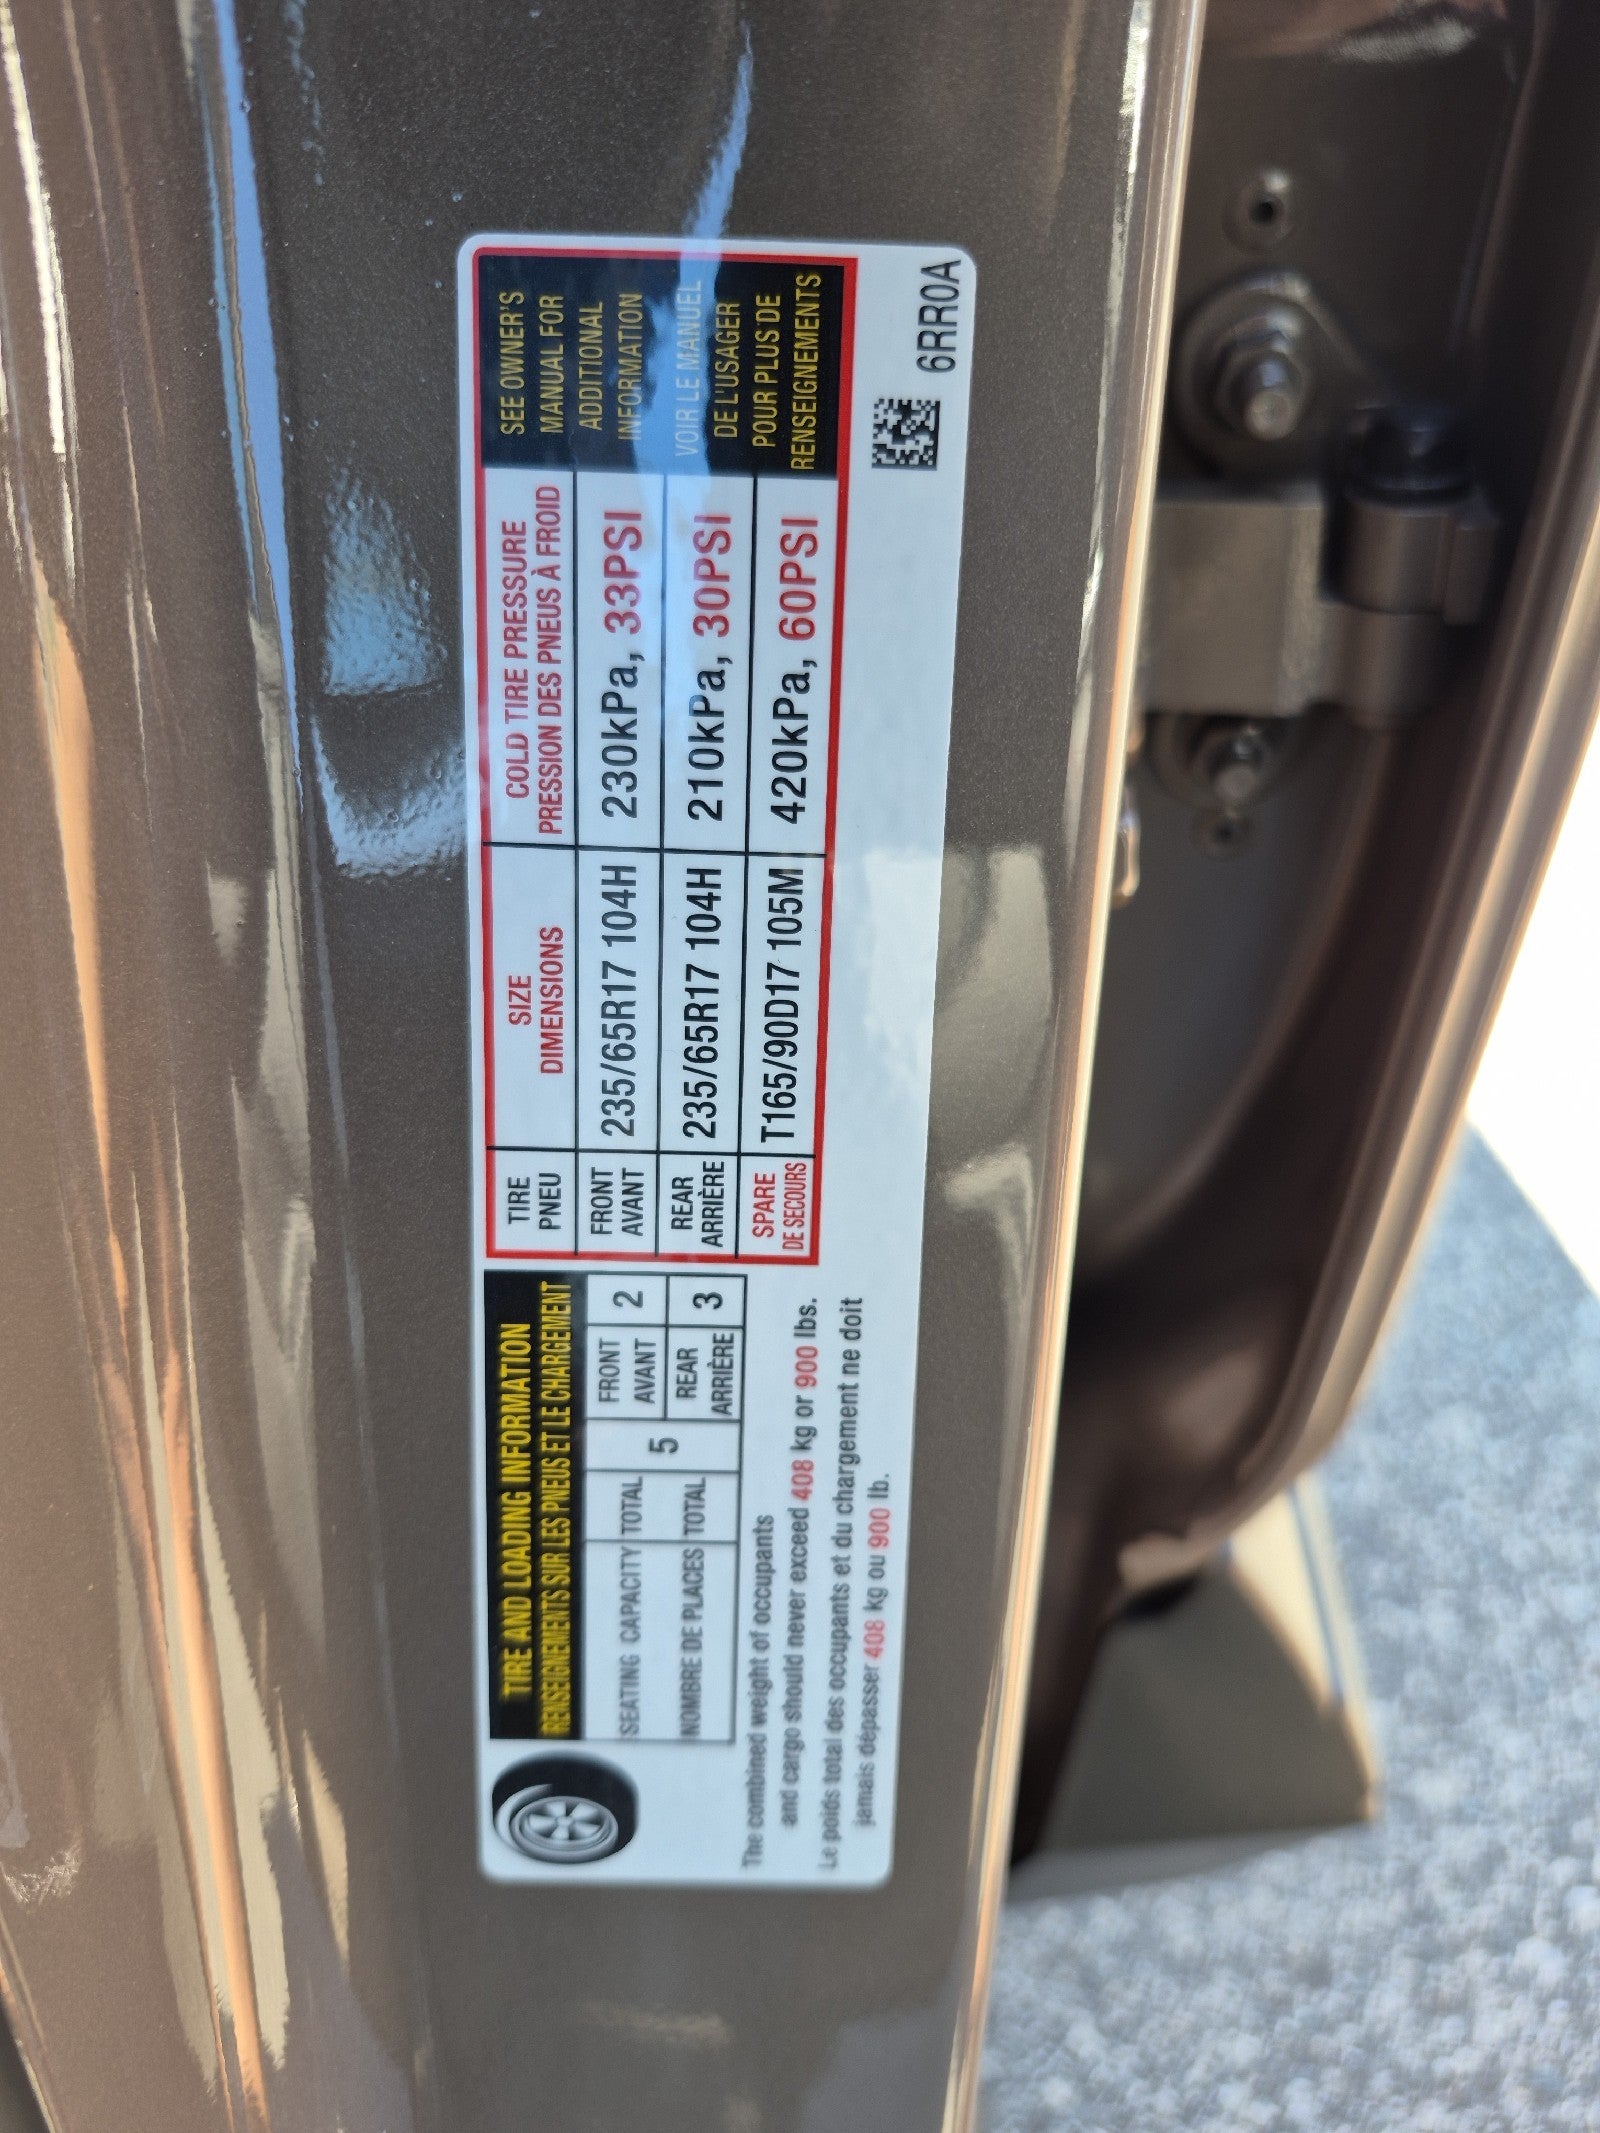 TIRE AND LOADING INFORMATION
RENSEIGNEMENTS SUR LES PNEUS ET LE CHARGEMENT
SEATING CAPACITY
NOMBRE DE PLACES
TOTAL
TOTAL
5
FRONT
AVANT
2
REAR
ARRIÈRE
3
The combined weight of occupants
and cargo should never exceed 408 kg or 900 lbs.
Le poids total des occupants et du chargement ne doit
jamais dépasser 408 kg ou 900 lb.
TIRE
PNEU
SIZE
DIMENSIONS
COLD TIRE PRESSURE
PRESSION DES PNEUS À FROID
FRONT
AVANT
235/65R17 104H
230kPa, 33PSI
REAR
ARRIÈRE
235/65R17 104H
210kPa, 30PSI
SPARE
DE SECOURS
T165/90D17 105M
420kPa, 60PSI
SEE OWNER'S
MANUAL FOR
ADDITIONAL
INFORMATION
VOIR LE MANUEL
DE L'USAGER
POUR PLUS DE
RENSEIGNEMENTS
6RR0A